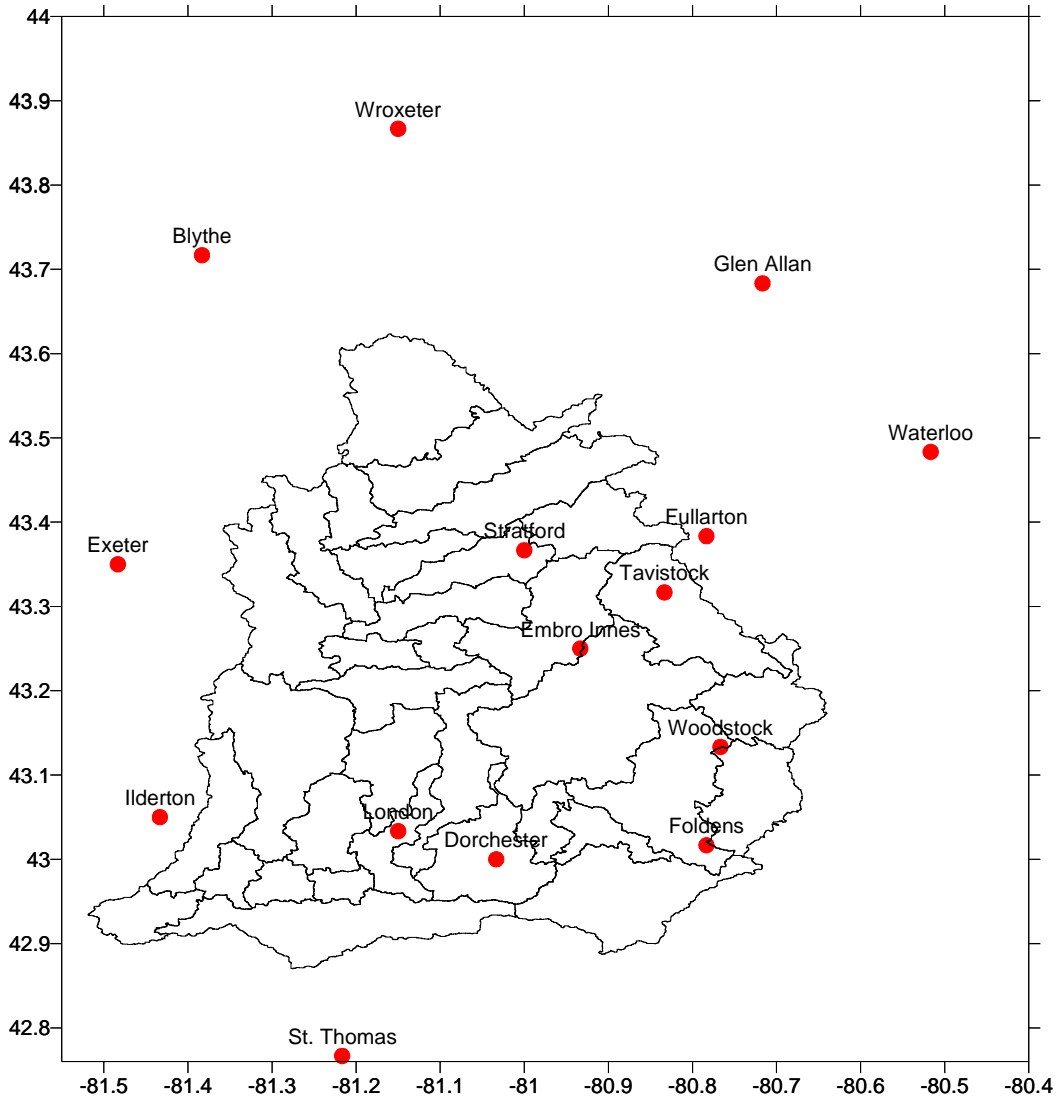 44
43.9
Wroxeter
43.8
Blythe
43.7
Glen Allan
43.6
43.5
Waterloo
43.4
Stratford
Fullarton
Exeter
Tavistock
43.3
Embro Innes
43.2
Woodstock
43.1
Ilderton
London
Foldens
Dorchester
43
42.9
St. Thomas
42.8
-81.5 -81.4 -81.3 -81.2 -81.1 -81 -80.9 -80.8 -80.7 -80.6 -80.5 -80.4